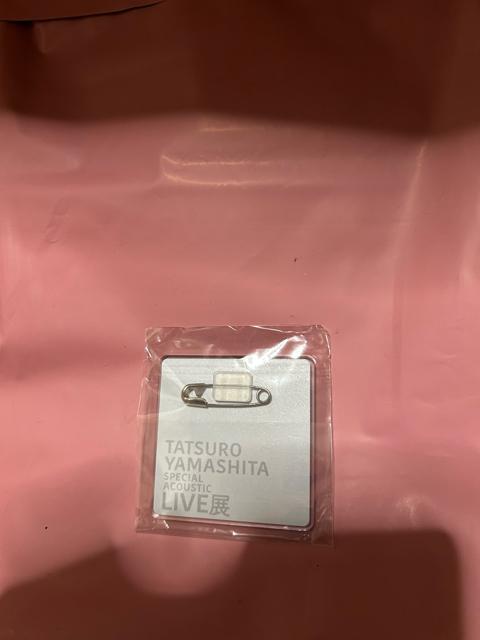 TATSURO
YAMASHITA
SPECIAL
ACOUSTIC
LIVE展